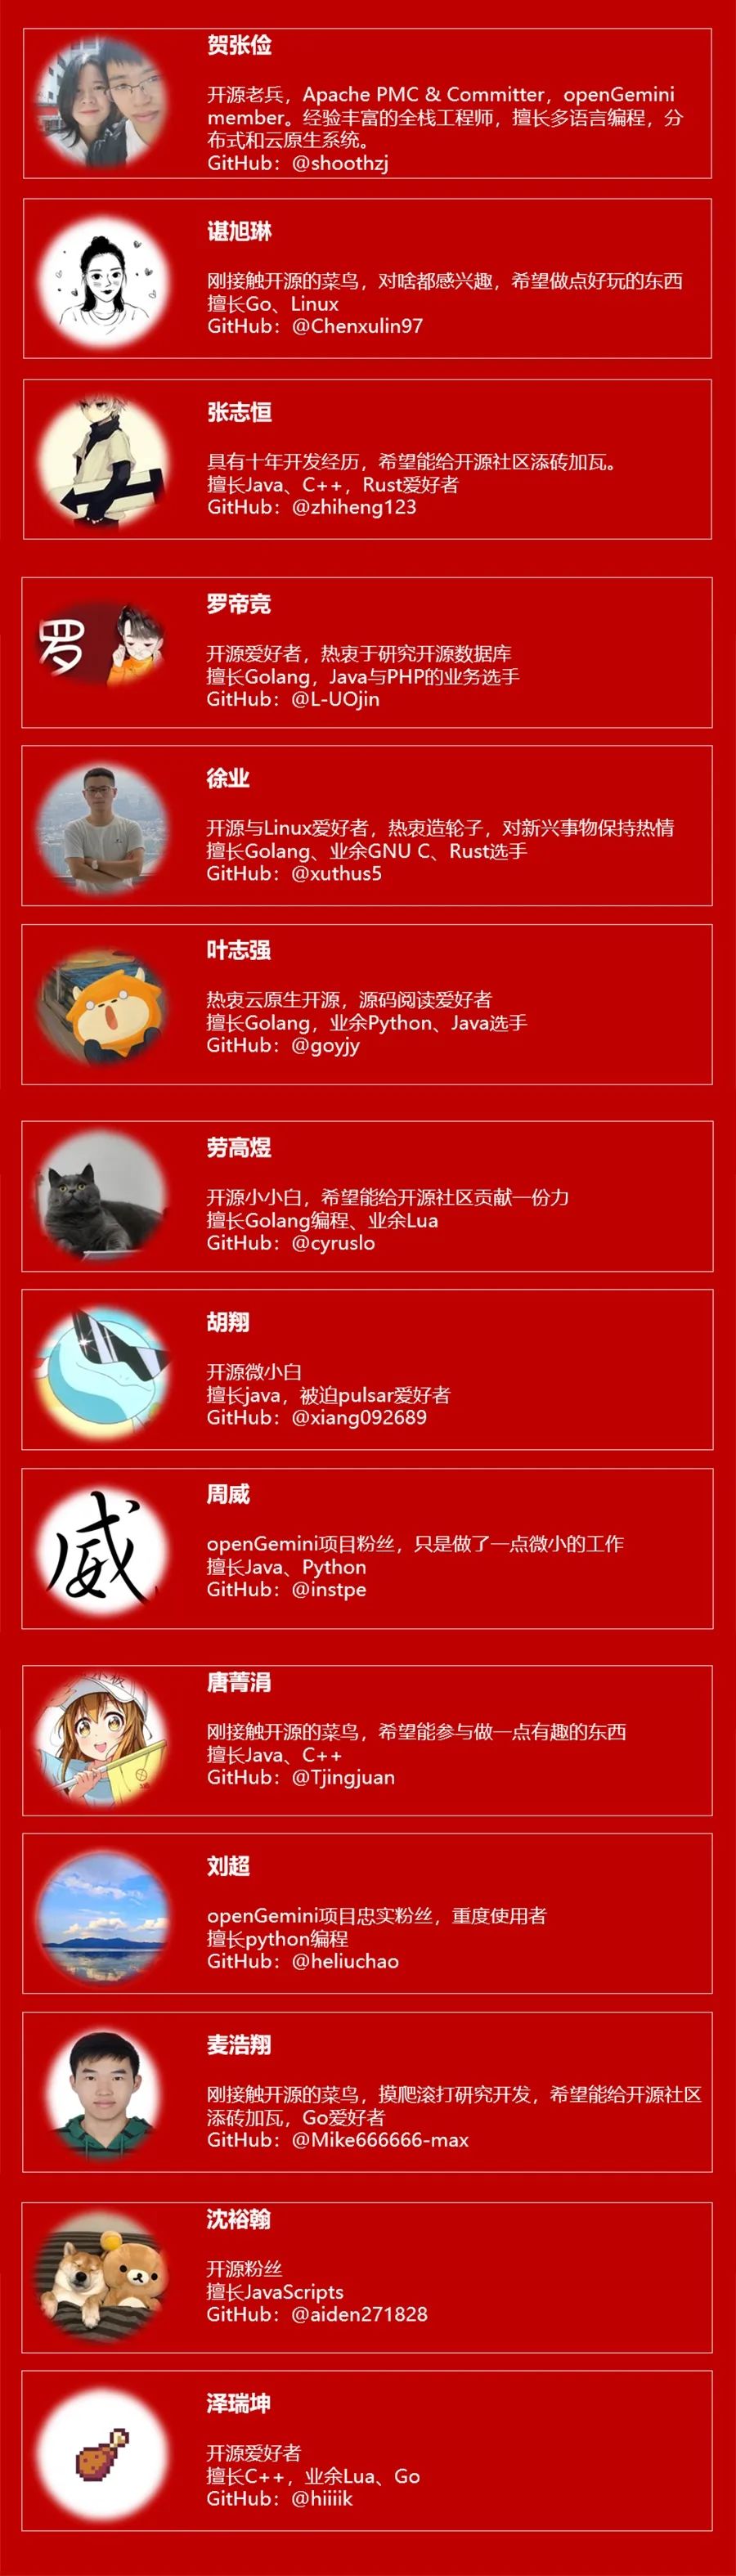 贺张俭
开源老兵，Apache PMC & Committer，openGemini
member。经验丰富的全栈工程师，擅长多语言编程，分
布式和云原生系统。
GitHub：@shoothzj
谌旭琳
刚接触开源的菜鸟，对啥都感兴趣，希望做点好玩的东西
擅长Go、Linux
GitHub：@Chenxulin97
张志恒
具有十年开发经历，希望能给开源社区添砖加瓦。
擅长Java、C++，Rust爱好者
GitHub：@zhiheng123
罗
罗帝竞
开源爱好者，热衷于研究开源数据库
擅长Golang，Java与PHP的业务选手
GitHub：@L-UOjin
徐业
开源与Linux爱好者，热衷造轮子，对新兴事物保持热情
擅长Golang、业余GNU C、Rust选手
GitHub：@xuthus5
叶志强
热衷云原生开源，源码阅读爱好者
擅长Golang，业余Python、Java选手
GitHub：@goyjy
劳高煜
开源小小白，希望能给开源社区贡献一份力
擅长Golang编程、业余Lua
GitHub：@cyruslo
胡翔
开源微小白
擅长java，被迫pulsar爱好者
GitHub：@xiang092689
威
周威
openGemini项目粉丝，只是做了一点微小的工作
擅长Java、Python
GitHub：@instpe
唐菁涓
刚接触开源的菜鸟，希望能参与做一点有趣的东西
擅长Java、C++
GitHub：@Tjingjuan
刘超
openGemini项目忠实粉丝，重度使用者
擅长python编程
GitHub：@heliuchao
麦浩翔
刚接触开源的菜鸟，摸爬滚打研究开发，希望能给开源社区
添砖加瓦，Go爱好者
GitHub：@Mike666666-max
沈裕翰
开源粉丝
擅长JavaScripts
GitHub：@aiden271828
泽瑞坤
开源爱好者
擅长C++，业余Lua、Go
GitHub：@hiiiik